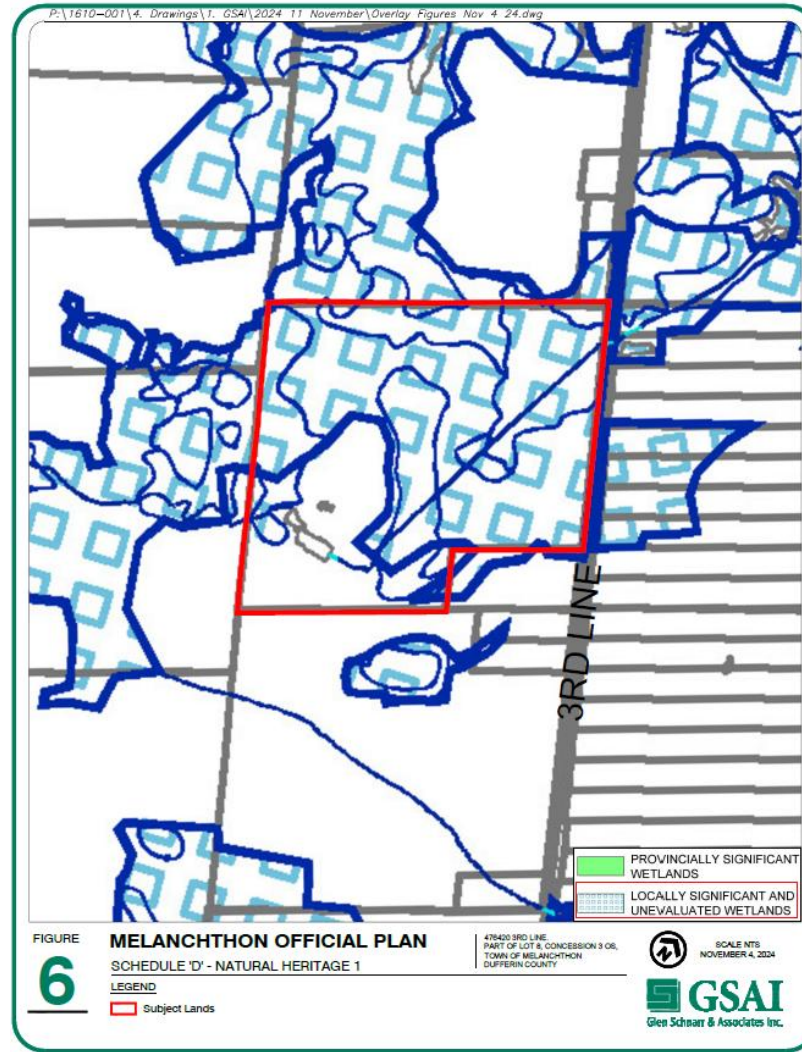 P:\1610-001\4. Drawings\1. GSAI\2024 11 November\Overlay Figures Nov 4 24.dwg
3RD LINE
PROVINCIALLY SIGNIFICANT
WETLANDS
LOCALLY SIGNIFICANT AND
UNEVALUATED WETLANDS
FIGURE
6
MELANCHTHON OFFICIAL PLAN
SCHEDULE 'D' - NATURAL HERITAGE 1
LEGEND
Subject Lands
476420 3RD LINE,
PART OF LOT 8, CONCESSION 3 OS,
TOWN OF MELANCHTHON
DUFFERIN COUNTY
SCALE NTS
NOVEMBER 4, 2024
GSAI
Glen Schnarr & Associates Inc.